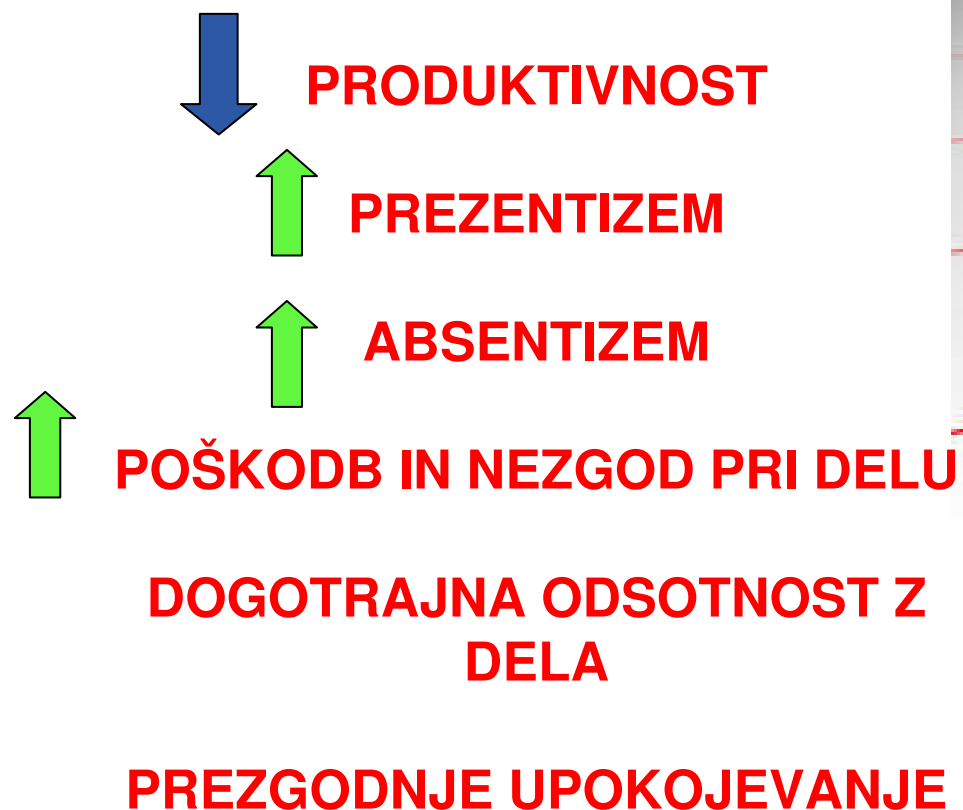 PRODUKTIVNOST
PREZENTIZEM
ABSENTIZEM
POŠKODB IN NEZGOD PRI DELU
DOGOTRAJNA ODSOTNOST Z
DELA
PREZGODNJE UPOKOJEVANJE